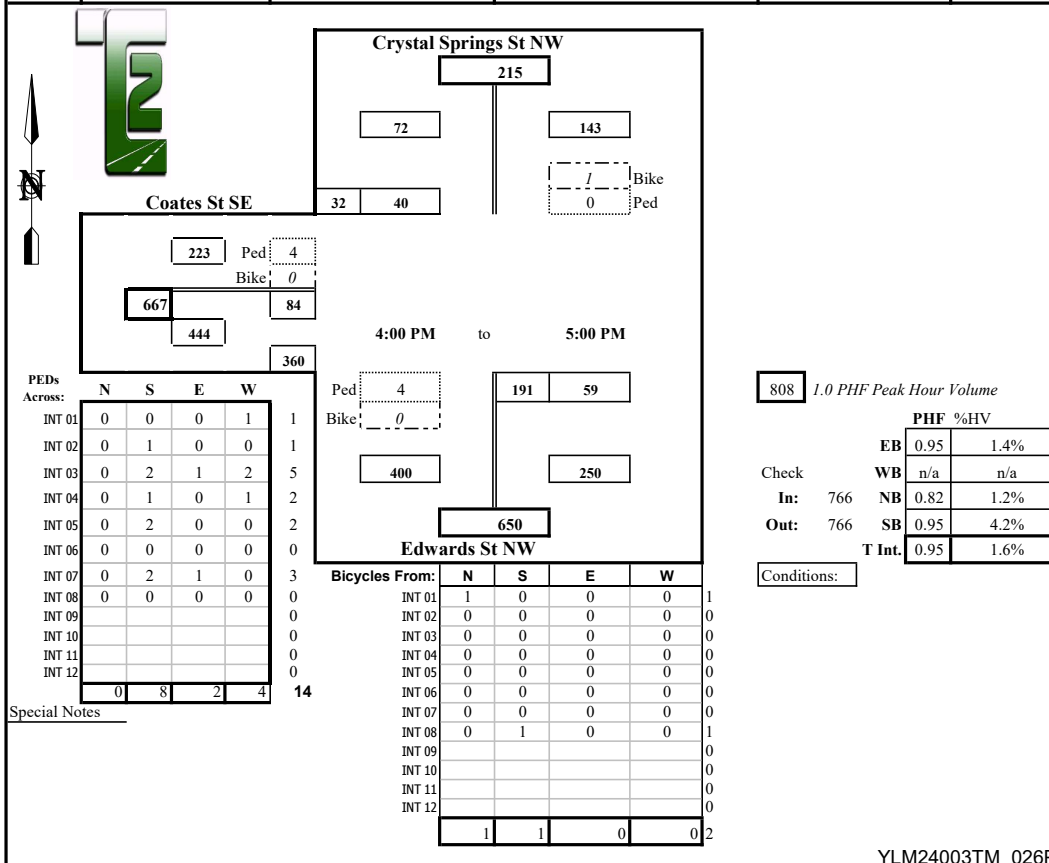 Crystal Springs St NW
215
72 143
1 Bike
32 40 0 Ped
Coates St SE
223 Ped 4
Bike 0
667 84
444 4:00 PM to 5:00 PM
360
N
PEDs
Across: N S E W
INT 01 0 0 0 1 1
INT 02 0 1 0 0 1
INT 03 0 2 1 2 5
INT 04 0 1 0 1 2
INT 05 0 2 0 0 2
INT 06 0 0 0 0 0
INT 07 0 2 1 0 3
INT 08 0 0 0 0 0
INT 09 0
INT 10 0
INT 11 0
INT 12 0
0 8 2 4 14
Special Notes
Ped 4 191 59
Bike 0
400 250
650
Edwards St NW
808 1.0 PHF Peak Hour Volume
PHF %HV
EB 0.95 1.4%
Check WB n/a n/a
In: 766 NB 0.82 1.2%
Out: 766 SB 0.95 4.2%
T Int. 0.95 1.6%
Conditions:
Bicycles From: N S E W
INT 01 1 0 0 0 1
INT 02 0 0 0 0 0
INT 03 0 0 0 0 0
INT 04 0 0 0 0 0
INT 05 0 0 0 0 0
INT 06 0 0 0 0 0
INT 07 0 0 0 0 0
INT 08 0 1 0 0 1
INT 09 0
INT 10 0
INT 11 0
INT 12 0
1 1 0 0 2